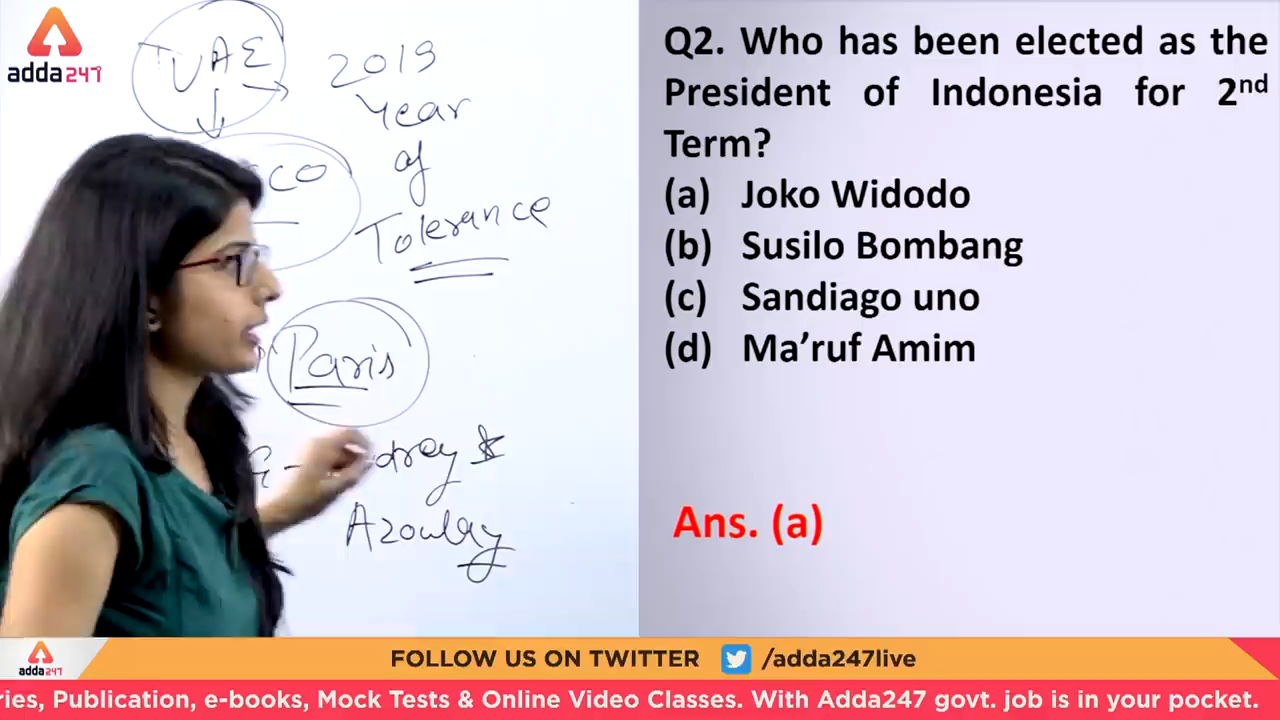 adda247
UAE
2019
Year
of
Tolerance
CO
Paris
Azoulay
Q2. Who has been elected as the
President of Indonesia for 2nd
Term?
(a) Joko Widodo
(b) Susilo Bombang
(c) Sandiago uno
(d) Ma’ruf Amim
Ans. (a)
adda247
FOLLOW US ON TWITTER /adda247live
ries, Publication, e-books, Mock Tests & Online Video Classes. With Adda247 govt. job is in your pocket.